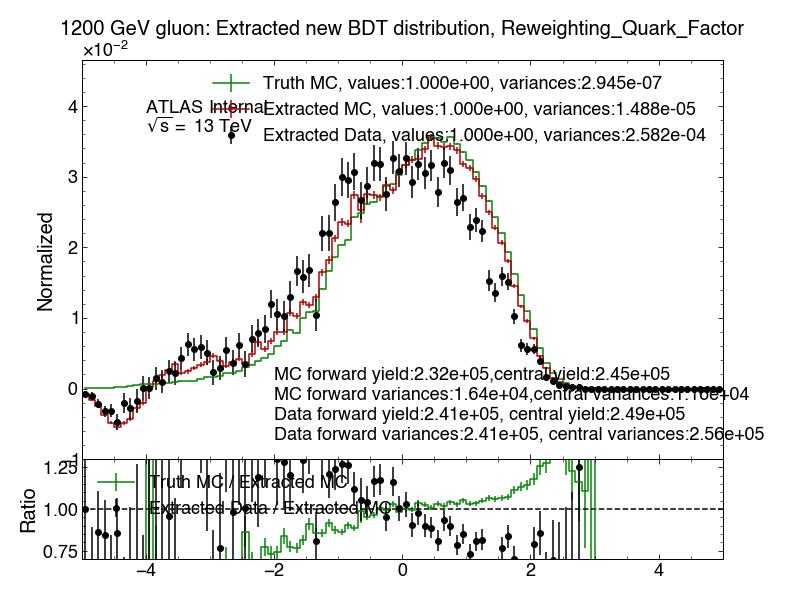 1200 GeV gluon: Extracted new BDT distribution, Reweighting_Quark_Factor
×10⁻²
Truth MC, values:1.000e+00, variances:2.945e-07
ATLAS Internal
Extracted MC, values:1.000e+00, variances:1.488e-05
√s = 13 TeV
Extracted Data, values:1.000e+00, variances:2.582e-04
4
3
2
1
0
1
Normalized
MC forward yield:2.32e+05,central yield:2.45e+05
MC forward variances:1.64e+04,central variances:1.16e+04
Data forward yield:2.41e+05, central yield:2.49e+05
Data forward variances:2.41e+05, central variances:2.56e+05
1.25
1.00
0.75
Ratio
Truth MC / Extracted MC
Extracted Data / Extracted MC
−4 −2 0 2 4